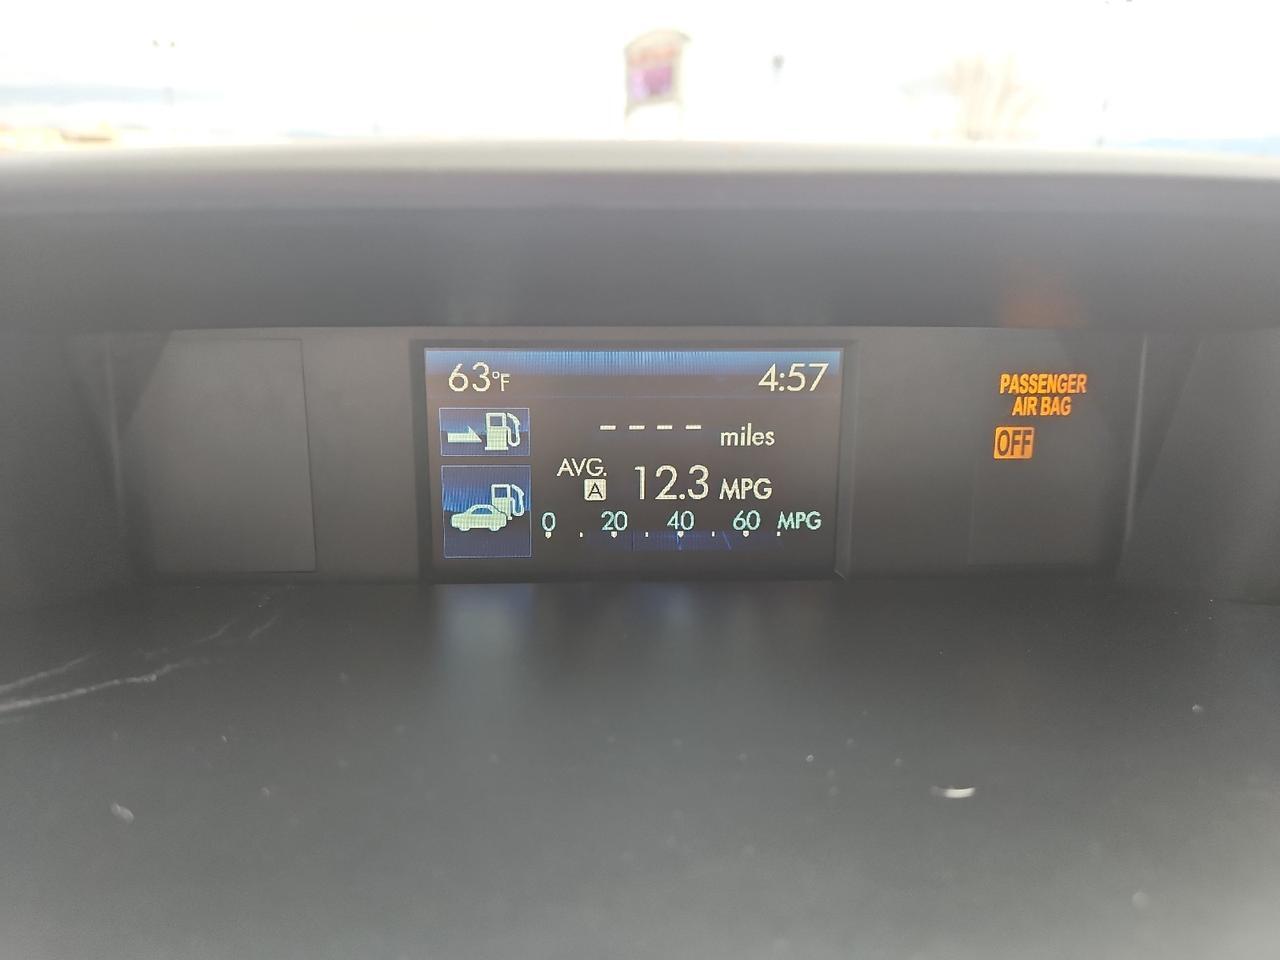 63°F 4:57
PASSENGER
AIR BAG
OFF
---- miles
AVG.
A 12.3 MPG
0 20 40 60 MPG